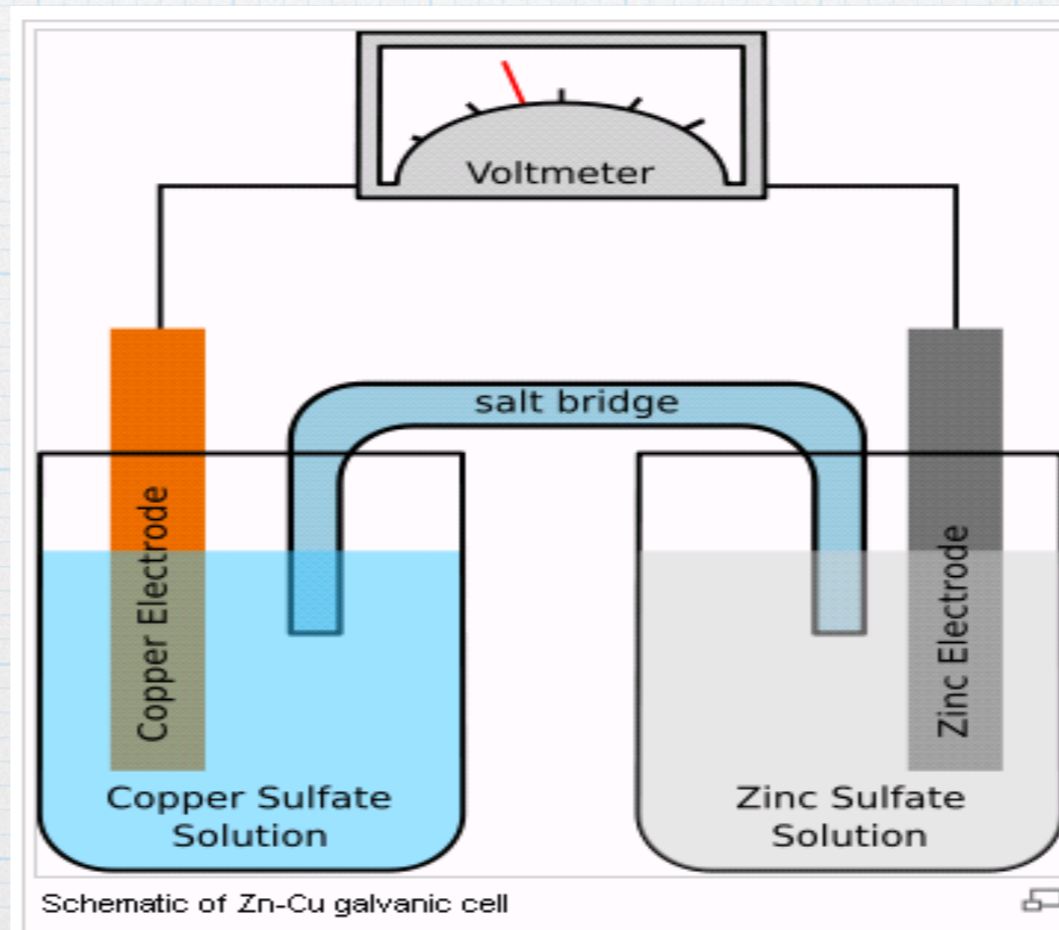 Voltmeter
salt bridge
Copper Electrode
Zinc Electrode
Copper Sulfate
Solution
Zinc Sulfate
Solution
Schematic of Zn-Cu galvanic cell